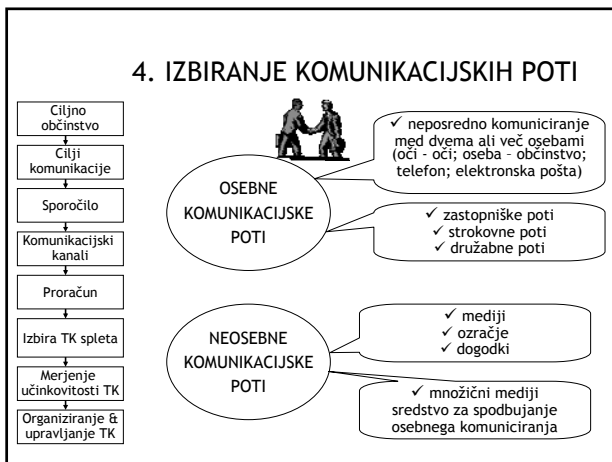 4. IZBIRANJE KOMUNIKACIJSKIH POTI
Ciljno
občinstvo
Cilji
komunikacije
Sporočilo
Komunikacijski
kanali
Proračun
Izbira TK spleta
Merjenje
učinkovitosti TK
Organiziranje &
upravljanje TK
OSEBNE
KOMUNIKACIJSKE
POTI
✓ neposredno komuniciranje
med dvema ali več osebami
(oči - oči; oseba – občinstvo;
telefon; elektronska pošta)
✓ zastopniške poti
✓ strokovne poti
✓ družabne poti
NEOSEBNE
KOMUNIKACIJSKE
POTI
✓ mediji
✓ ozračje
✓ dogodki
✓ množični mediji
sredstvo za spodbujanje
osebnega komuniciranja